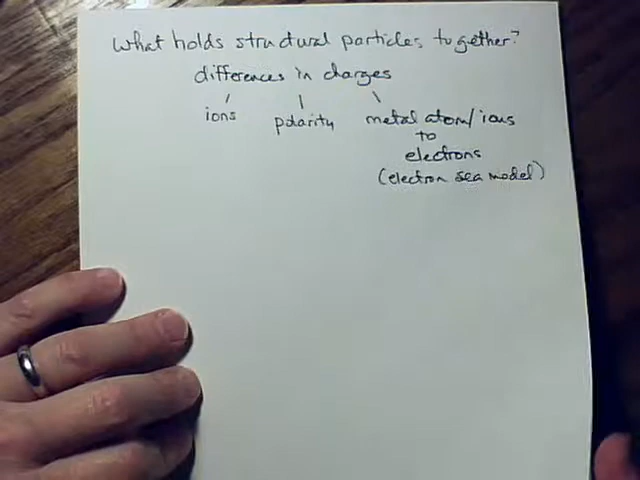 What holds structural particles together?
differences in charges
ions polarity metal atom/ions
to
electrons
(electron sea model)